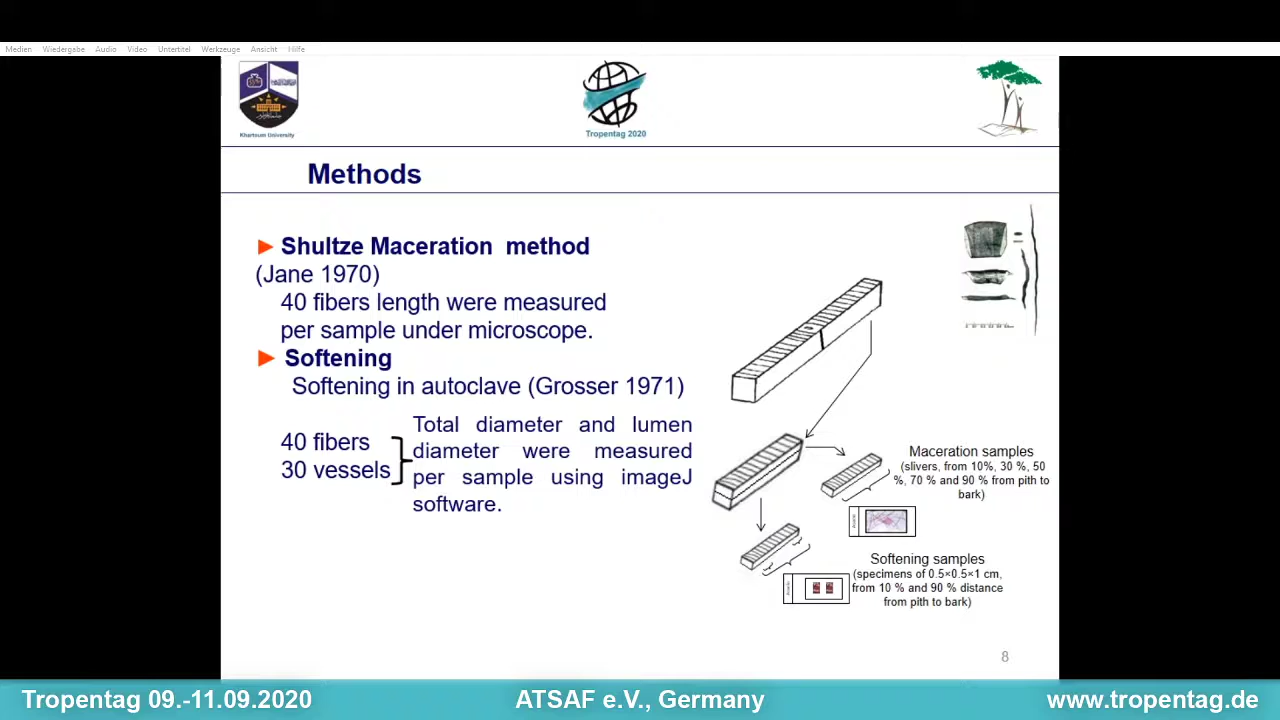 Medien Wiedergabe Audio Video Untertitel Werkzeuge Ansicht Hilfe
Khartoum University
Tropentag 2020
Methods
► Shultze Maceration method
(Jane 1970)
40 fibers length were measured
per sample under microscope.
► Softening
Softening in autoclave (Grosser 1971)
40 fibers
30 vessels
Total diameter and lumen
diameter were measured
per sample using imageJ
software.
Maceration samples
(slivers, from 10%, 30 %, 50
%, 70 % and 90 % from pith to
bark)
Softening samples
(specimens of 0.5×0.5×1 cm,
from 10 % and 90 % distance
from pith to bark)
8
Tropentag 09.-11.09.2020
ATSAF e.V., Germany
www.tropentag.de